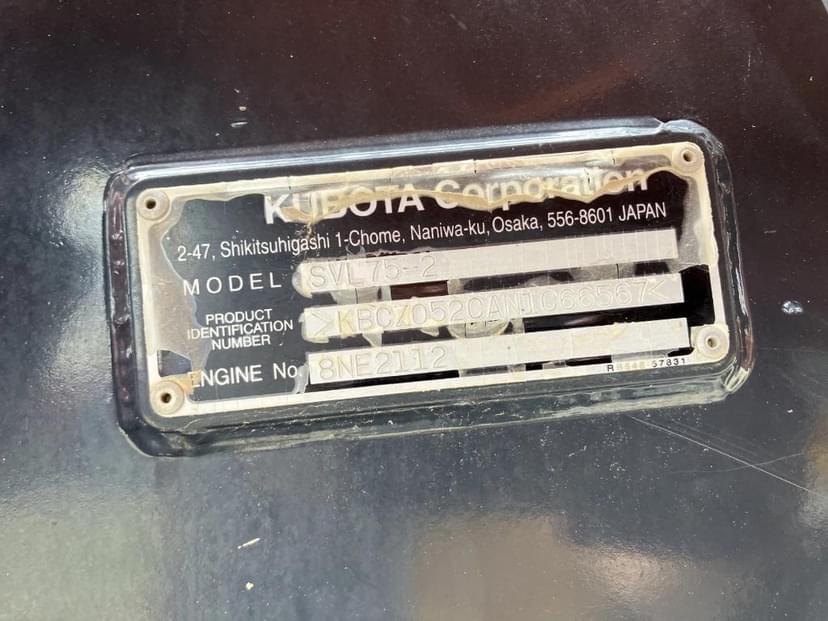 KUBOTA Corporation
2-47, Shikitsuhigashi 1-Chome, Naniwa-ku, Osaka, 556-8601 JAPAN
MODEL SVL75-2
PRODUCT
IDENTIFICATION
NUMBER
>KBCZ052CANJC66567<
ENGINE No. 8NE2112